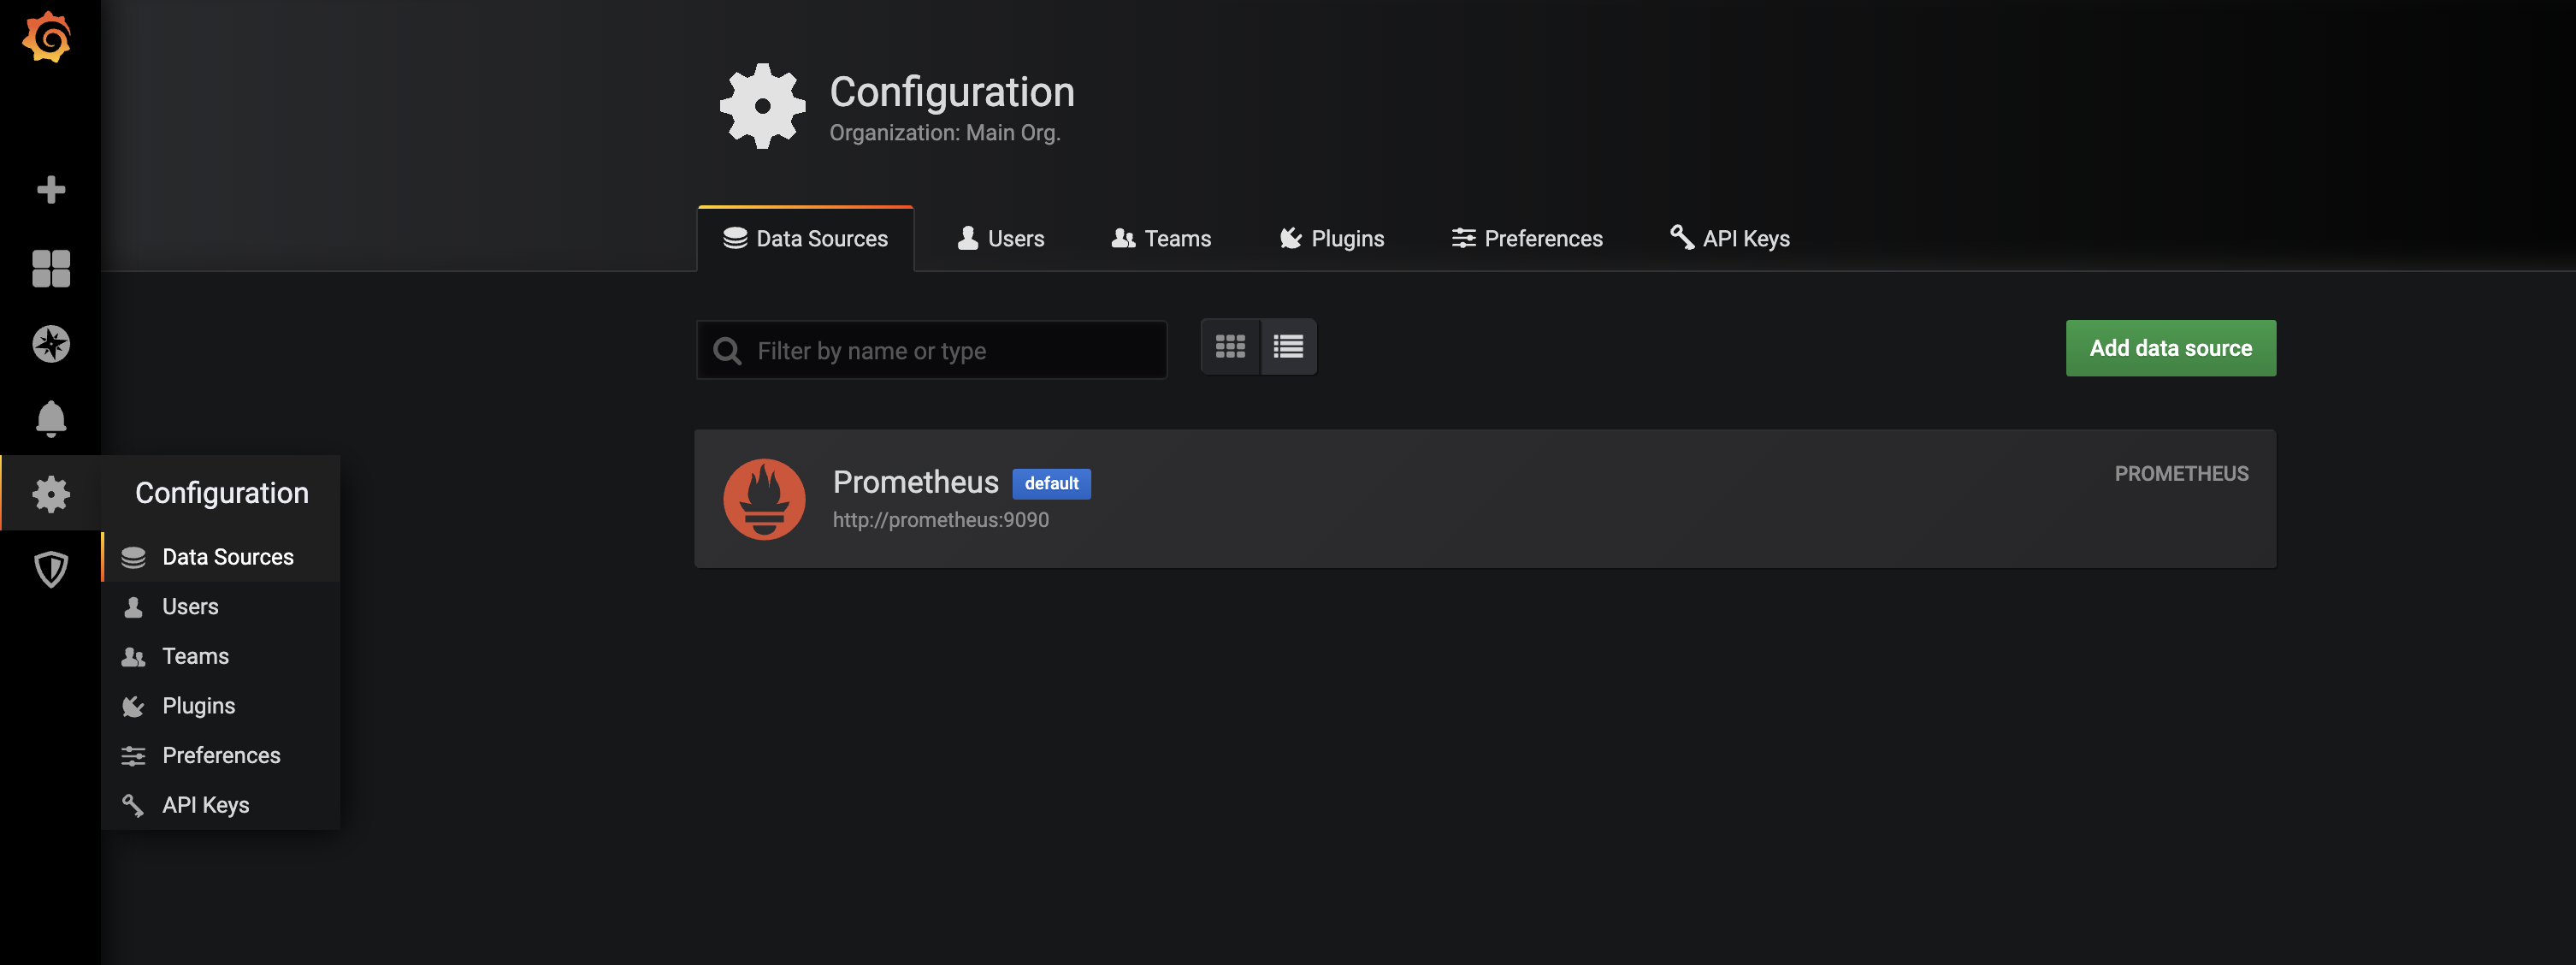 Configuration
Organization: Main Org.
Data Sources
Users
Teams
Plugins
Preferences
API Keys
Filter by name or type
Add data source
Prometheus
default
PROMETHEUS
http://prometheus:9090
Configuration
Data Sources
Users
Teams
Plugins
Preferences
API Keys